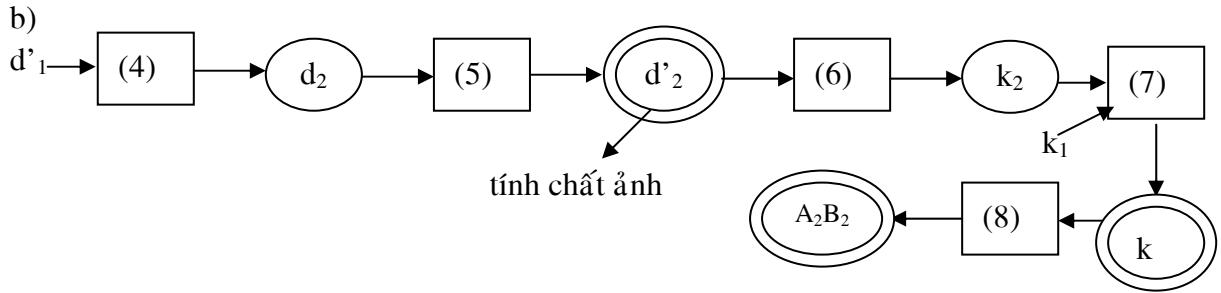 b)
d’₁ (4) d₂ (5) d’₂ (6) k₂ (7)
k₁
tính chất ảnh
A₂B₂ (8) k